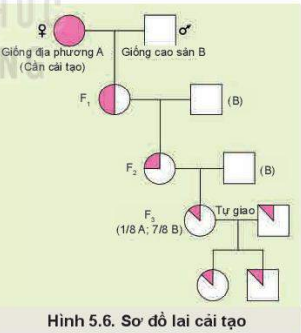 ♀
♂
Giống địa phương A
(Cần cải tạo)
Giống cao sản B
F₁
(B)
F₂
(B)
F₃
(1/8 A; 7/8 B)
Tự giao
Hình 5.6. Sơ đồ lai cải tạo